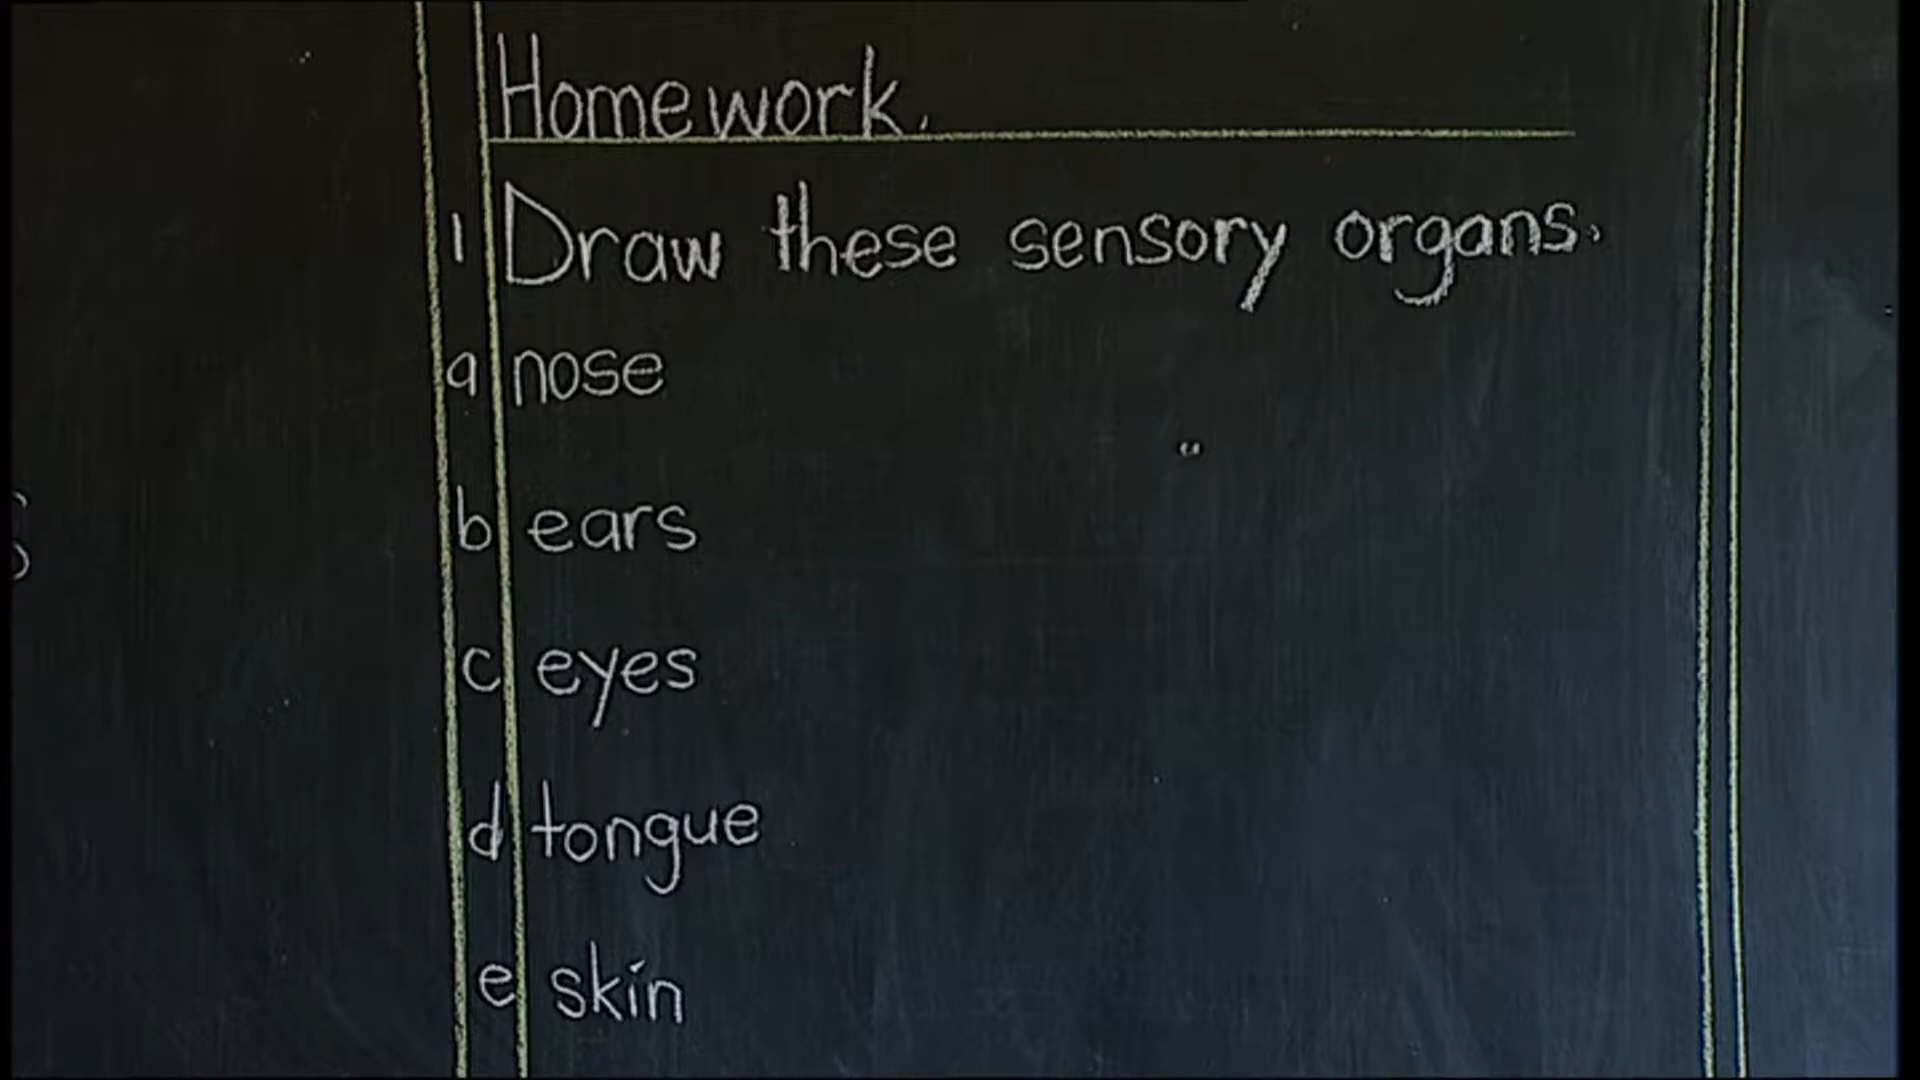 Homework.
1 Draw these sensory organs.
a nose
b ears
c eyes
d tongue
e skin